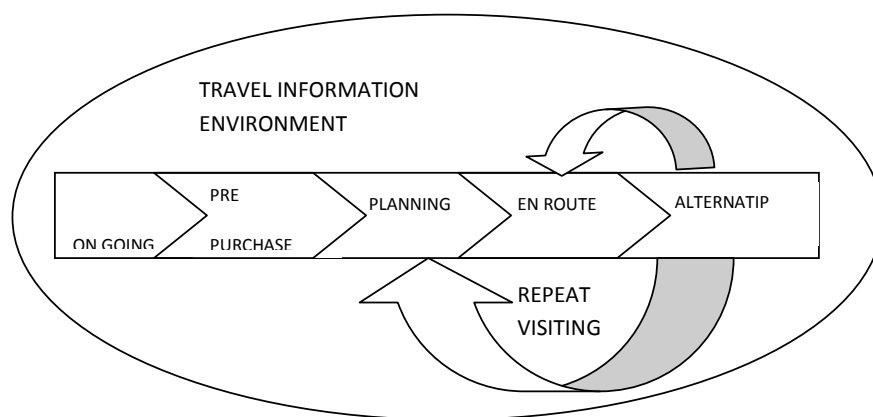 TRAVEL INFORMATION
ENVIRONMENT
ON GOING
PRE
PURCHASE
PLANNING
EN ROUTE
ALTERNATIP
REPEAT
VISITING